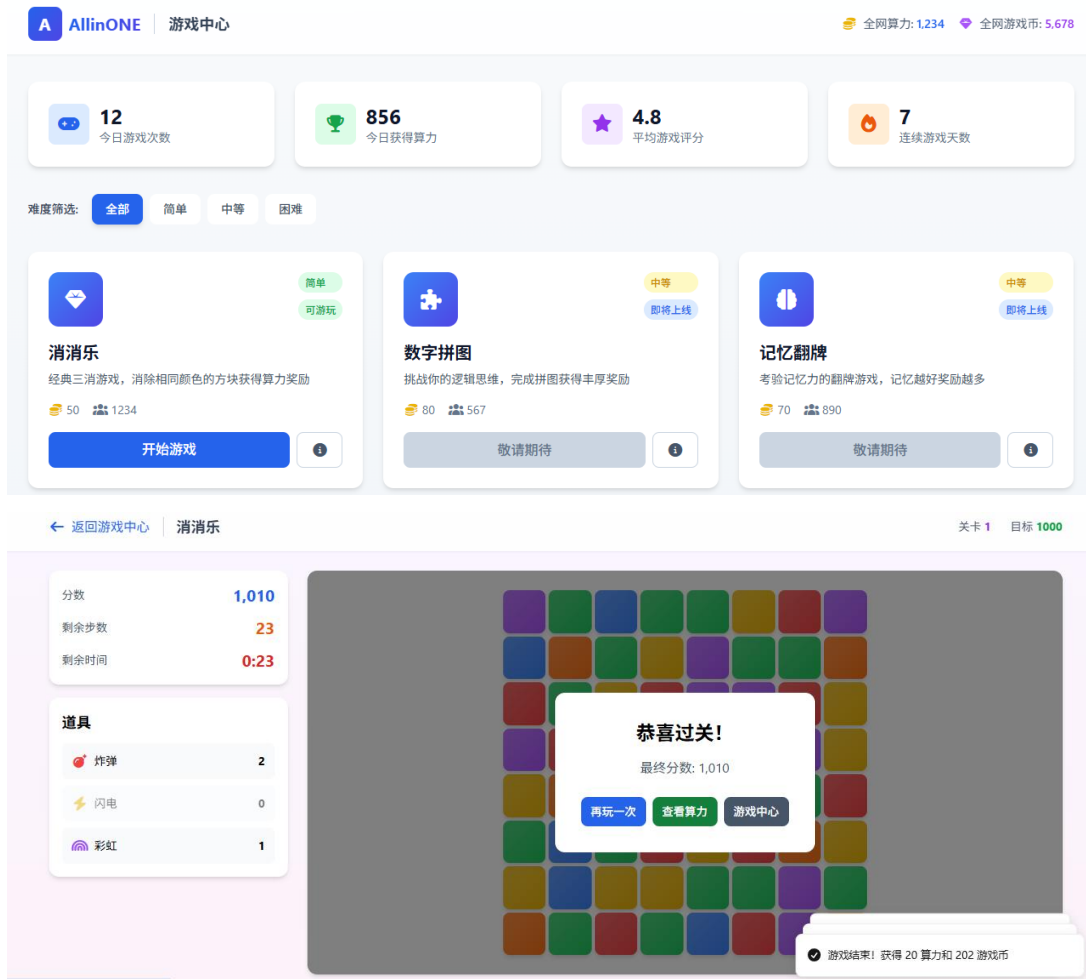 A AllinONE 游戏中心 全网算力: 1,234 全网游戏币: 5,678
12
今日游戏次数
856
今日获得算力
4.8
平均游戏评分
7
连续游戏天数
难度筛选: 全部 简单 中等 困难
简单
可游玩
消消乐
经典三消游戏，消除相同颜色的方块获得算力奖励
50 1234
开始游戏
中等
即将上线
数字拼图
挑战你的逻辑思维，完成拼图获得丰厚奖励
80 567
敬请期待
中等
即将上线
记忆翻牌
考验记忆力的翻牌游戏，记忆越好奖励越多
70 890
敬请期待
返回游戏中心 消消乐 关卡 1 目标 1000
分数 1,010
剩余步数 23
剩余时间 0:23
道具
炸弹 2
闪电 0
彩虹 1
恭喜过关！
最终分数: 1,010
再玩一次 查看算力 游戏中心
游戏结束！获得 20 算力和 202 游戏币